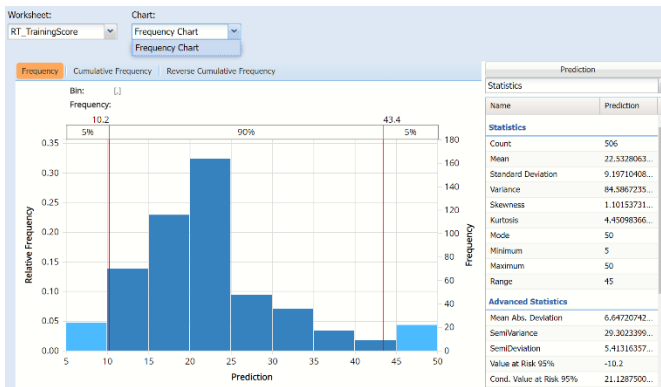 Worksheet: Chart:
RT_TrainingScore Frequency Chart
Frequency Chart
Frequency Cumulative Frequency Reverse Cumulative Frequency
Bin: [,]
Frequency:
10.2 43.4
5% 90% 5%
0.35
0.30
0.25
0.20
0.15
0.10
0.05
0.00
Relative Frequency
180
160
140
120
100
80
60
40
20
0
Frequency
5 10 15 20 25 30 35 40 45 50
Prediction
Prediction
Statistics
Name Prediction
Statistics
Count 506
Mean 22.5328063...
Standard Deviation 9.19710408...
Variance 84.5867235...
Skewness 1.10153731...
Kurtosis 4.45098366...
Mode 50
Minimum 5
Maximum 50
Range 45
Advanced Statistics
Mean Abs. Deviation 6.64720742...
SemiVariance 29.3023399...
SemiDeviation 5.41316357...
Value at Risk 95% -10.2
Cond. Value at Risk 95% 21.1287500...